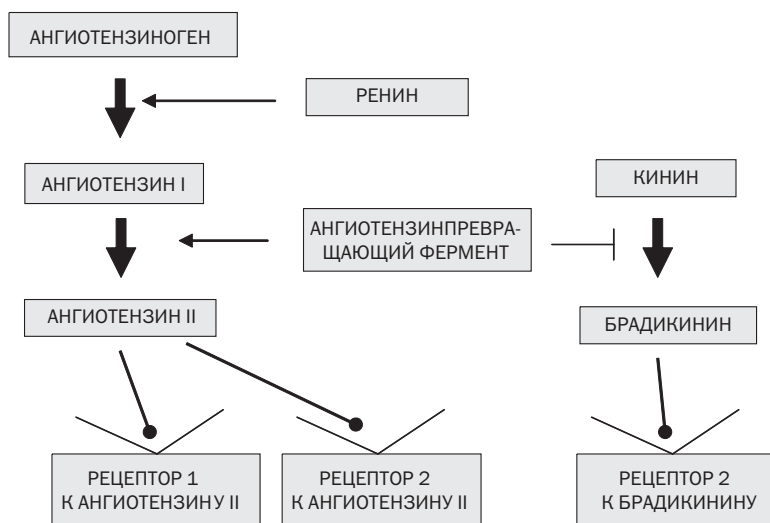 АНГИОТЕНЗИНОГЕН
РЕНИН
АНГИОТЕНЗИН I
КИНИН
АНГИОТЕНЗИНПРЕВРА-
ЩАЮЩИЙ ФЕРМЕНТ
АНГИОТЕНЗИН II
БРАДИКИНИН
РЕЦЕПТОР 1
К АНГИОТЕНЗИНУ II
РЕЦЕПТОР 2
К АНГИОТЕНЗИНУ II
РЕЦЕПТОР 2
К БРАДИКИНИНУ